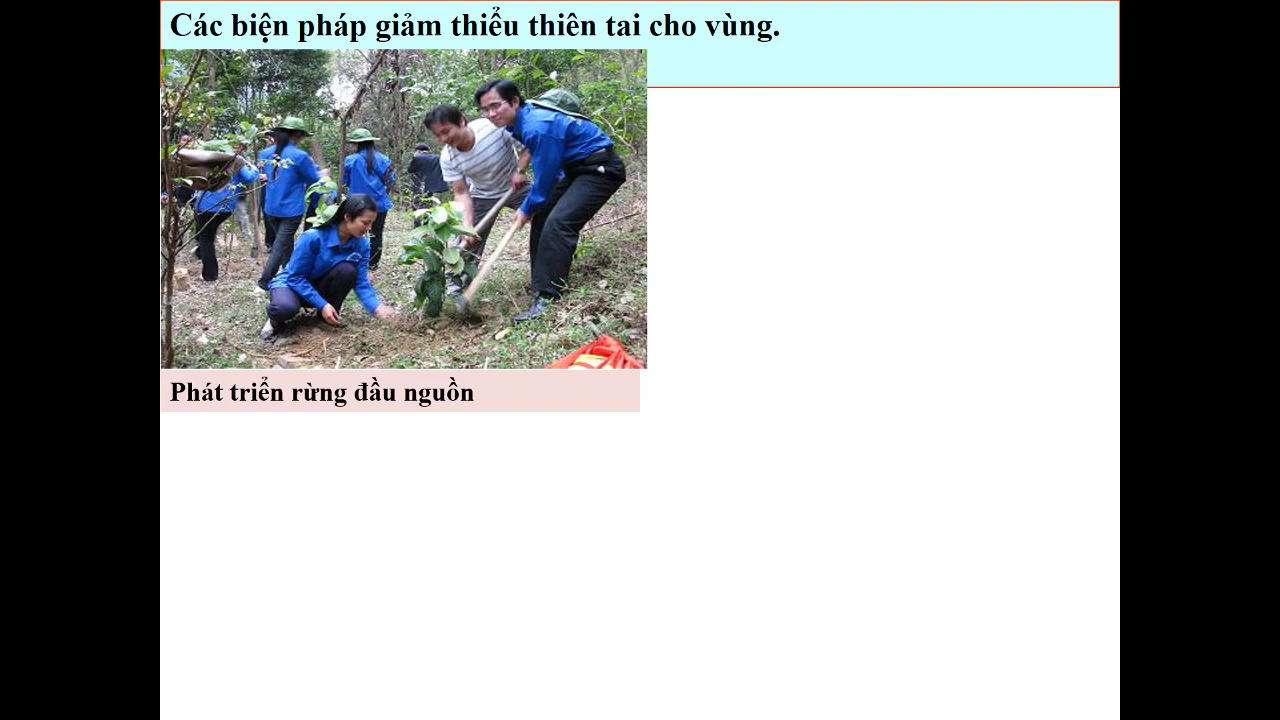 Các biện pháp giảm thiểu thiên tai cho vùng.
Phát triển rừng đầu nguồn